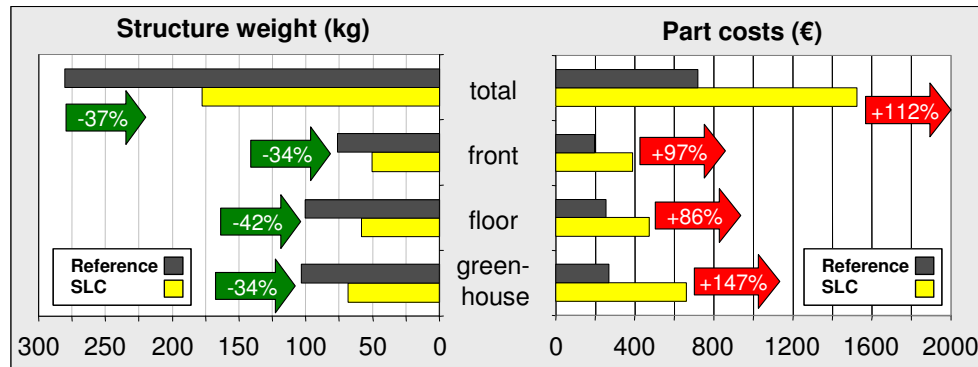 Structure weight (kg)
Part costs (€)
total
-37%
+112%
front
-34%
+97%
floor
-42%
+86%
green-
house
-34%
+147%
Reference
SLC
Reference
SLC
300 250 200 150 100 50 0
0 400 800 1200 1600 2000